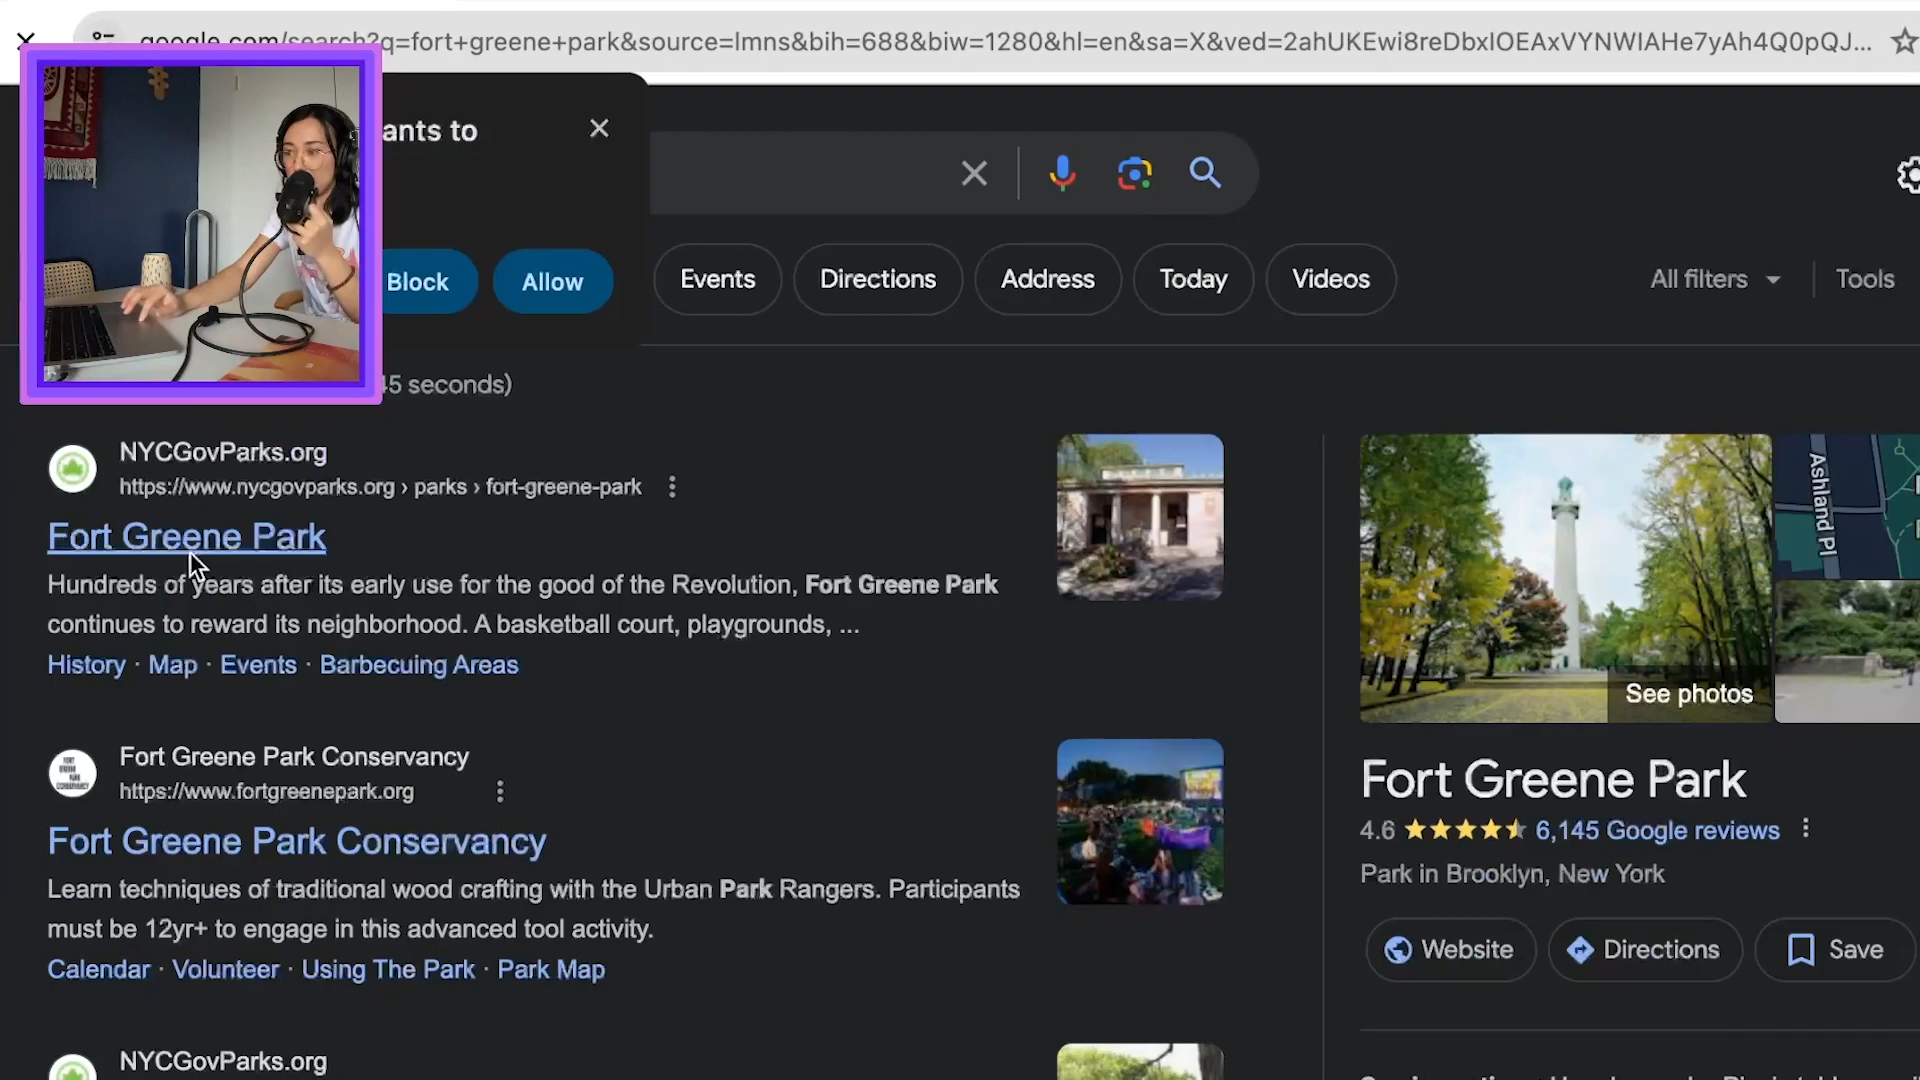 google.com/search?q=fort+greene+park&source=lmns&bih=688&biw=1280&hl=en&sa=X&ved=2ahUKEwi8reDbxIOEAxVYNWIAHe7yAh4Q0pQJ...
ants to
Block
Allow
Events
Directions
Address
Today
Videos
All filters
Tools
45 seconds)
NYCGovParks.org
https://www.nycgovparks.org › parks › fort-greene-park
Fort Greene Park
Hundreds of years after its early use for the good of the Revolution, Fort Greene Park
continues to reward its neighborhood. A basketball court, playgrounds, ...
History · Map · Events · Barbecuing Areas
FORT GREENE PARK CONSERVANCY
Fort Greene Park Conservancy
https://www.fortgreenepark.org
Fort Greene Park Conservancy
Learn techniques of traditional wood crafting with the Urban Park Rangers. Participants
must be 12yr+ to engage in this advanced tool activity.
Calendar · Volunteer · Using The Park · Park Map
NYCGovParks.org
Ashland Pl
See photos
Fort Greene Park
4.6
6,145 Google reviews
Park in Brooklyn, New York
Website
Directions
Save